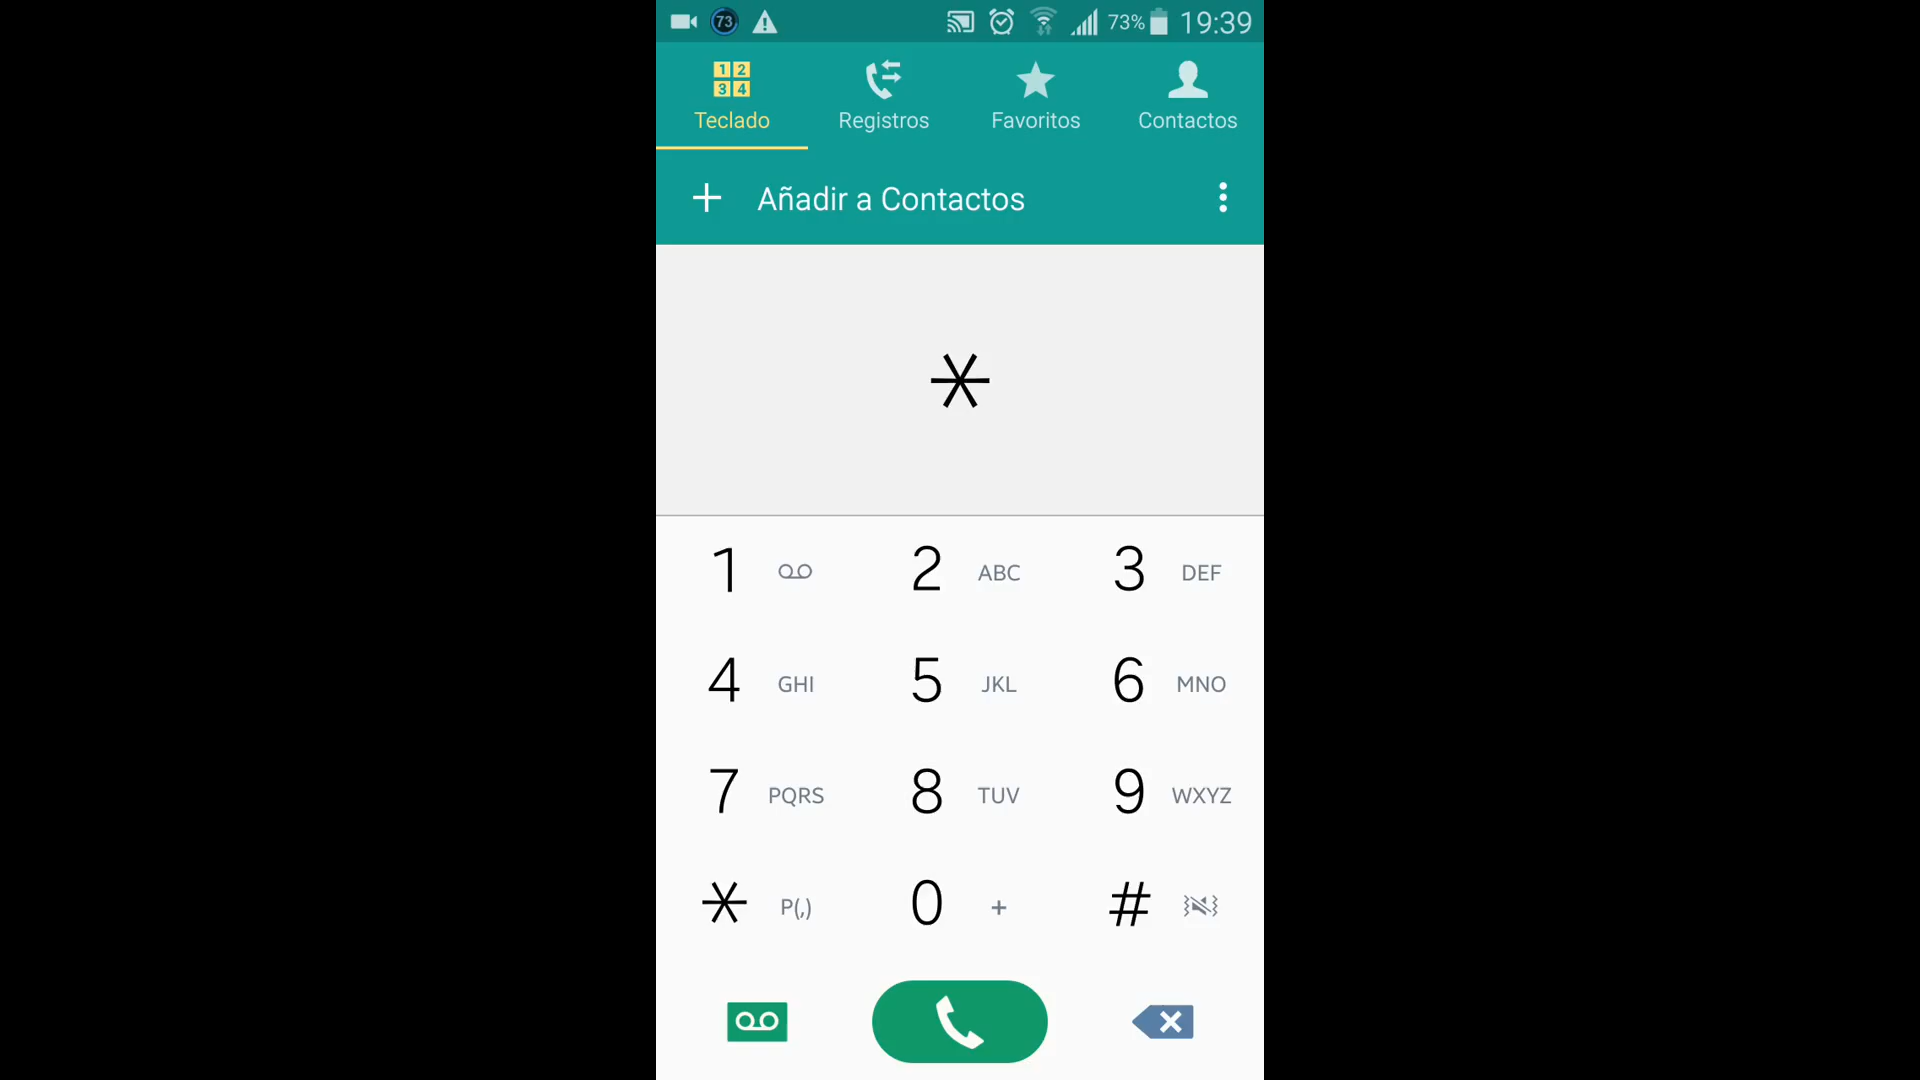 73 73% 19:39
1 2
3 4
Teclado Registros Favoritos Contactos
+ Añadir a Contactos
*
1 2 ABC 3 DEF
4 GHI 5 JKL 6 MNO
7 PQRS 8 TUV 9 WXYZ
* P(,) 0 + #